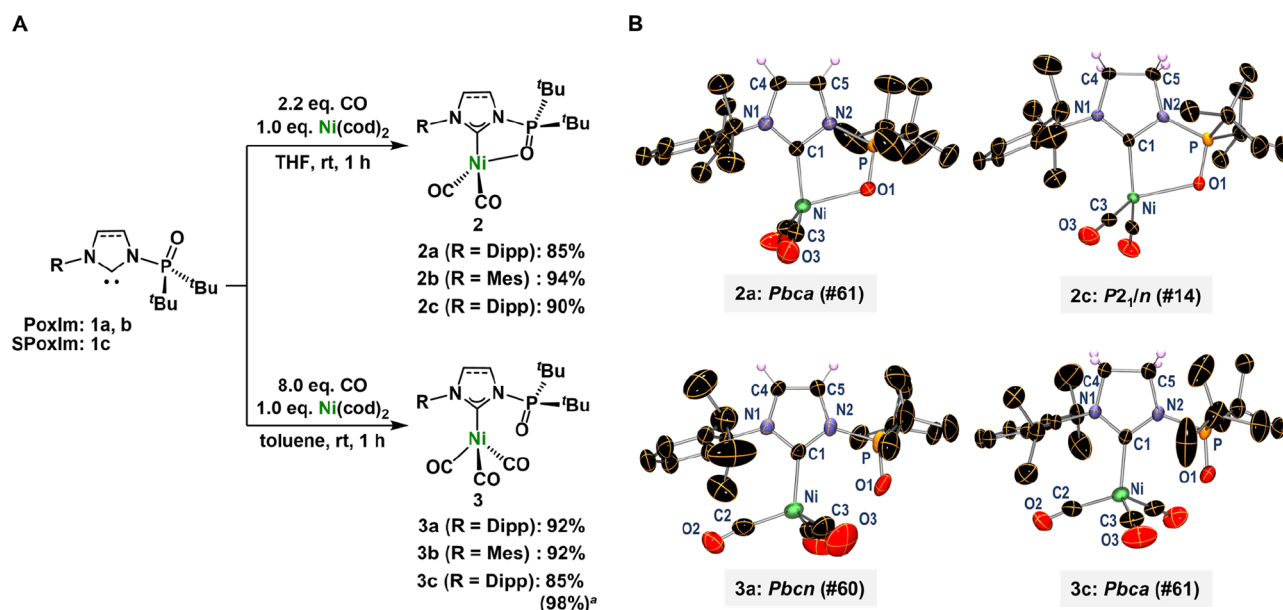 A
2.2 eq. CO
1.0 eq. Ni(cod)2
THF, rt, 1 h
R
N
N
P
tBu
tBu
O
Ni
OC
CO
2
2a (R = Dipp): 85%
2b (R = Mes) : 94%
2c (R = Dipp): 90%
R
N
N
P
O
tBu
tBu
PoxIm: 1a, b
SPoxIm: 1c
8.0 eq. CO
1.0 eq. Ni(cod)2
toluene, rt, 1 h
R
N
N
P
tBu
tBu
O
Ni
OC
CO
CO
3
3a (R = Dipp): 92%
3b (R = Mes) : 92%
3c (R = Dipp): 85%
(98%)a
B
C4
C5
N1
N2
C1
P
O1
Ni
C3
O3
2a: Pbca (#61)
C4
C5
N1
N2
C1
P
O1
Ni
C3
O3
2c: P21/n (#14)
C4
C5
N1
N2
C1
P
O1
Ni
C2
C3
O2
O3
3a: Pbcn (#60)
C4
C5
N1
N2
C1
P
O1
Ni
C2
O2
C3
O3
3c: Pbca (#61)